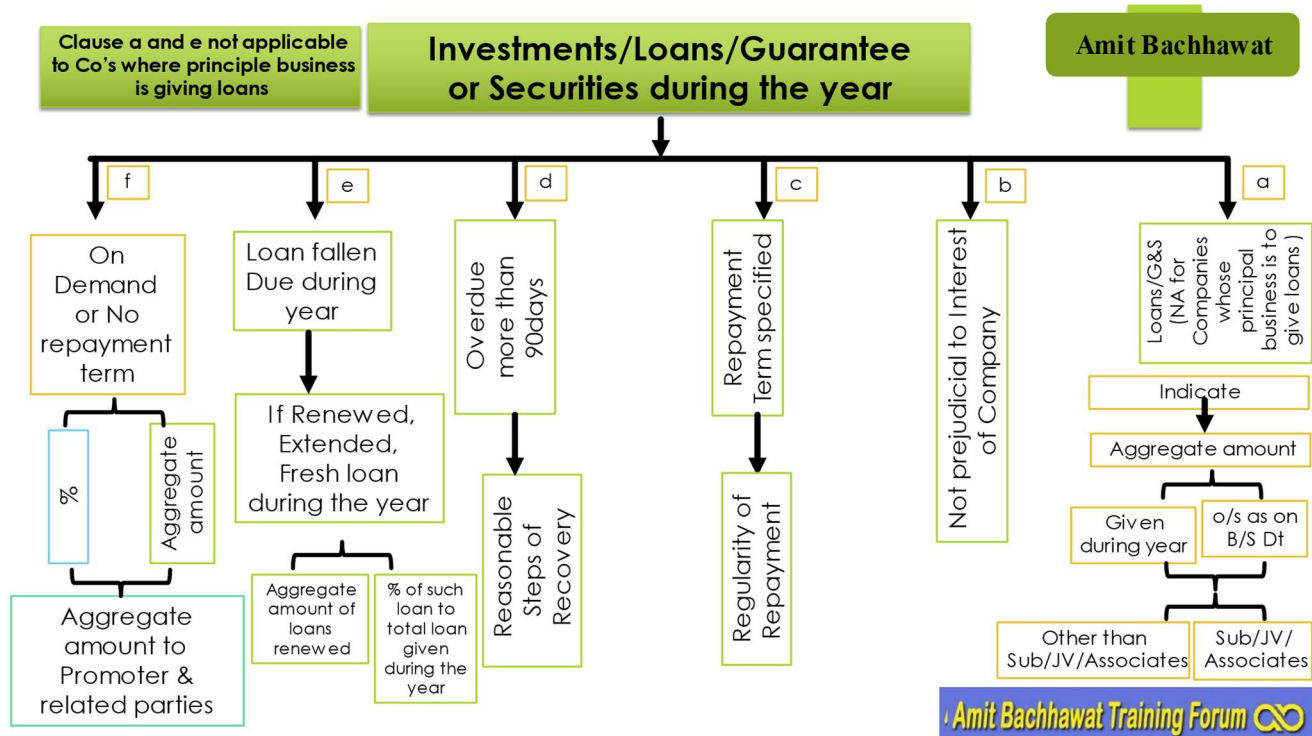 Clause a and e not applicable
to Co's where principle business
is giving loans
Investments/Loans/Guarantee
or Securities during the year
Amit Bachhawat
f
e
d
c
b
a
On
Demand
or No
repayment
term
%
Aggregate
amount
Aggregate
amount to
Promoter &
related parties
Loan fallen
Due during
year
If Renewed,
Extended,
Fresh loan
during the year
Aggregate
amount of
loans
renewed
% of such
loan to
total loan
given
during the
year
Overdue
more than
90days
Reasonable
Steps of
Recovery
Repayment
Term specified
Regularity of
Repayment
Not prejudicial to Interest
of Company
Loans/G&S
(NA for
Companies
whose
principal
business is to
give loans )
Indicate
Aggregate amount
Given
during year
o/s as on
B/S Dt
Other than
Sub/JV/Associates
Sub/JV/
Associates
Amit Bachhawat Training Forum